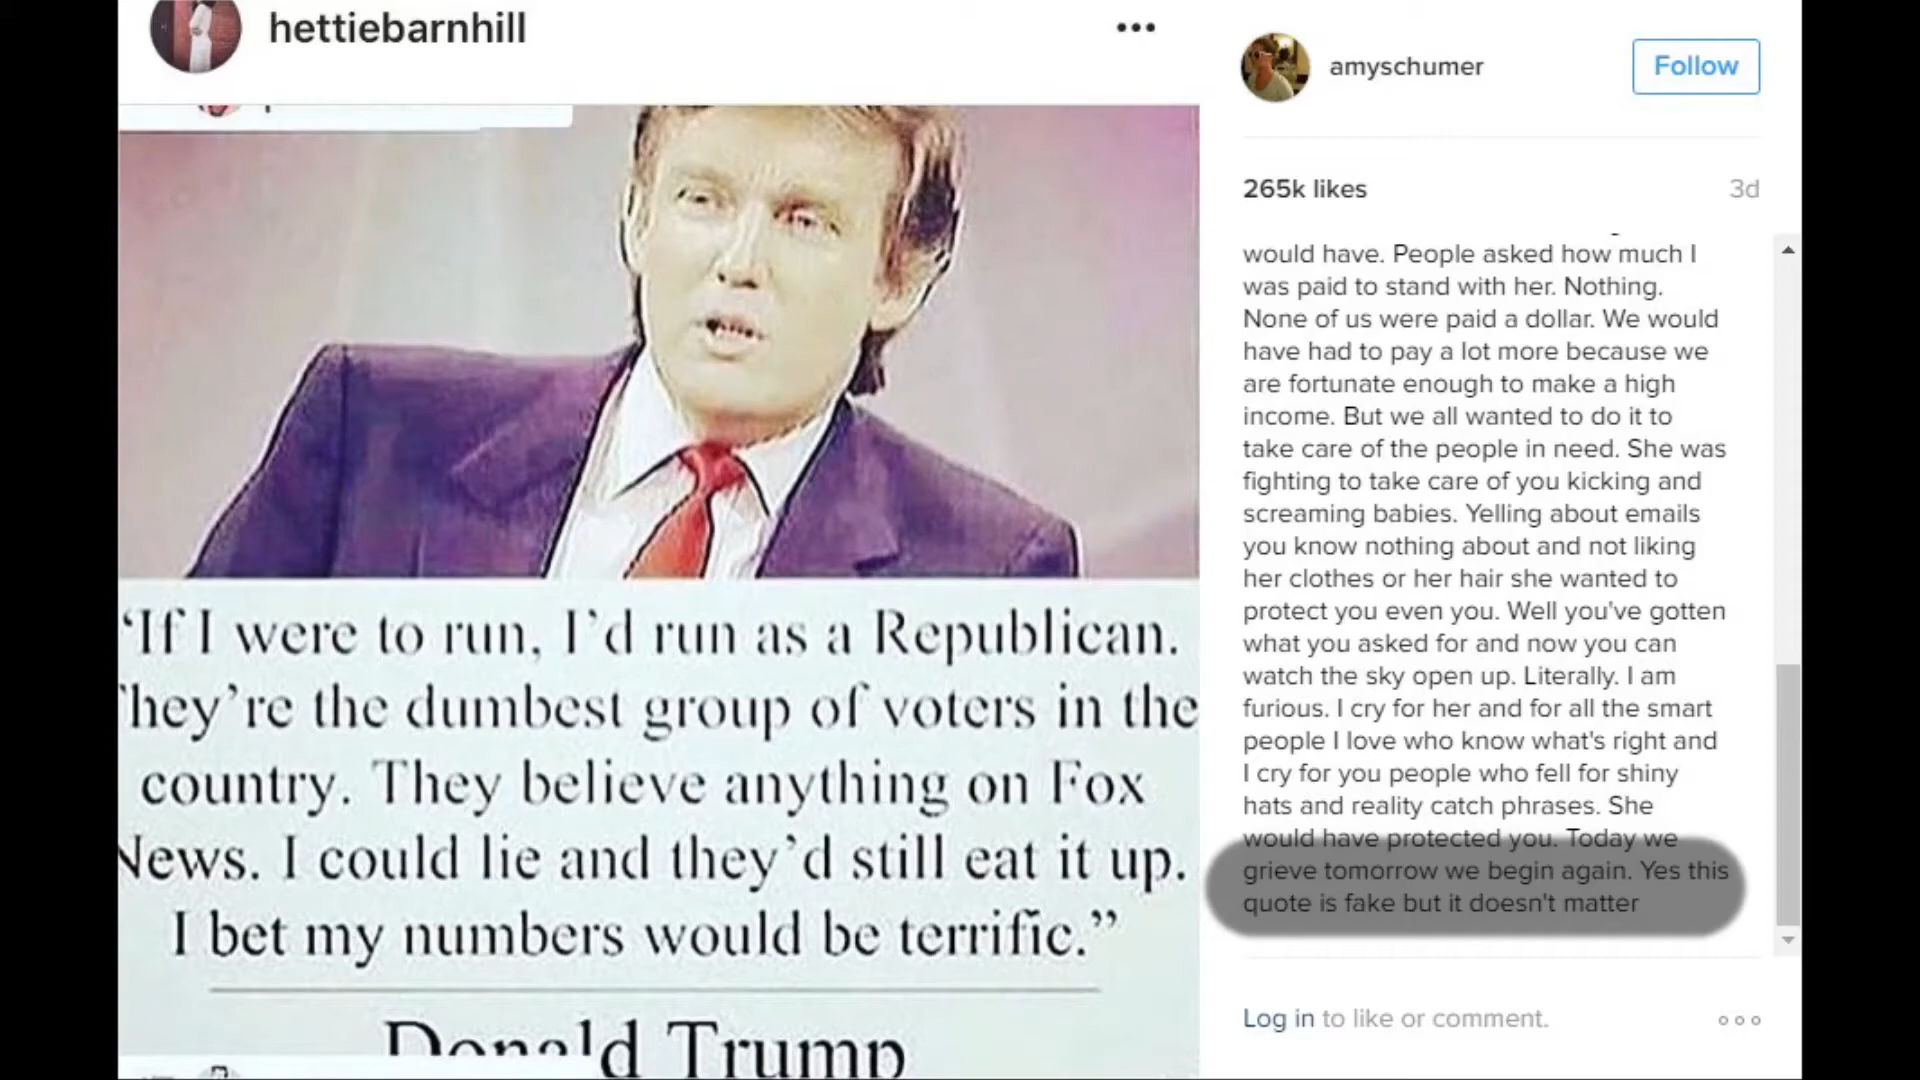 hettiebarnhill
'If I were to run, I'd run as a Republican.
They're the dumbest group of voters in the
country. They believe anything on Fox
News. I could lie and they'd still eat it up.
I bet my numbers would be terrific."
Donald Trump
amyschumer
Follow
265k likes
3d
would have. People asked how much I
was paid to stand with her. Nothing.
None of us were paid a dollar. We would
have had to pay a lot more because we
are fortunate enough to make a high
income. But we all wanted to do it to
take care of the people in need. She was
fighting to take care of you kicking and
screaming babies. Yelling about emails
you know nothing about and not liking
her clothes or her hair she wanted to
protect you even you. Well you've gotten
what you asked for and now you can
watch the sky open up. Literally. I am
furious. I cry for her and for all the smart
people I love who know what's right and
I cry for you people who fell for shiny
hats and reality catch phrases. She
would have protected you. Today we
grieve tomorrow we begin again. Yes this
quote is fake but it doesn't matter
Log in to like or comment.